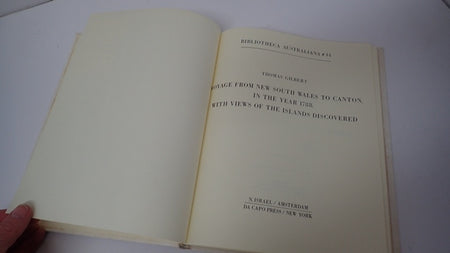 BIBLIOTHECA AUSTRALIANA #44
THOMAS GILBERT
VOYAGE FROM NEW SOUTH WALES TO CANTON,
IN THE YEAR 1788,
WITH VIEWS OF THE ISLANDS DISCOVERED
N. ISRAEL / AMSTERDAM
DA CAPO PRESS / NEW YORK